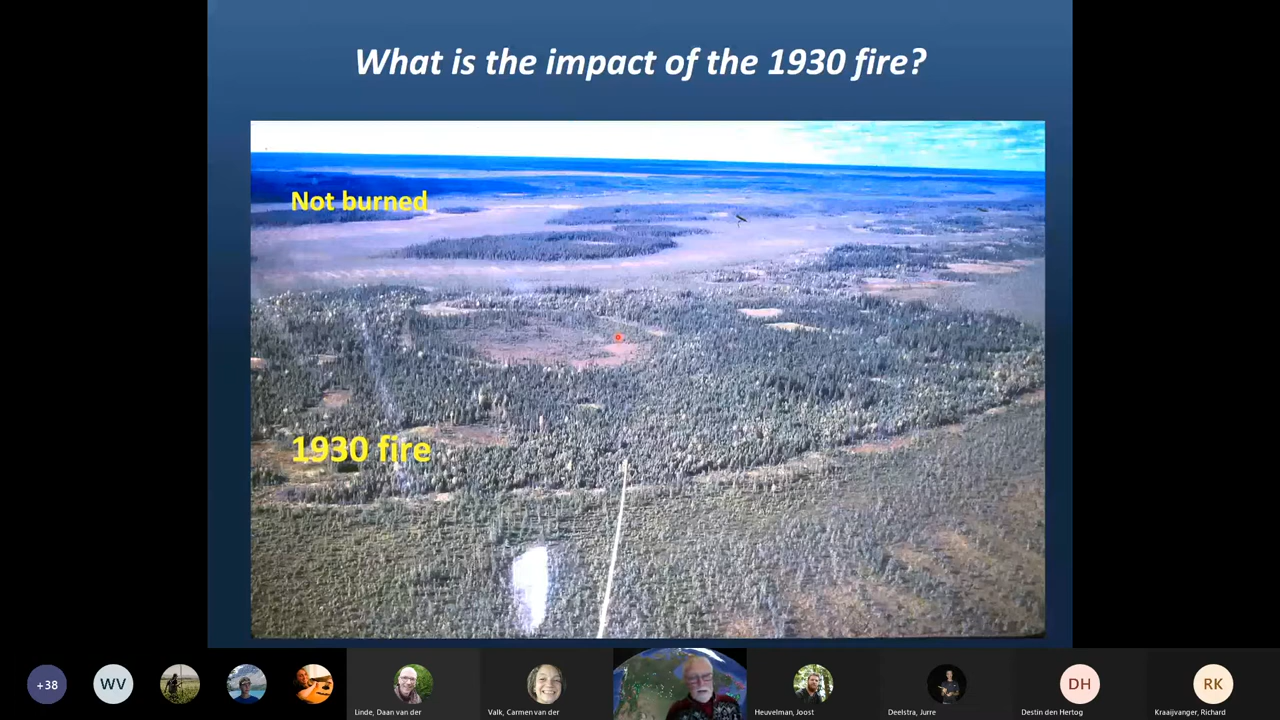 What is the impact of the 1930 fire?
Not burned
1930 fire
+38
WV
Linde, Daan van der
Valk, Carmen van der
Heuvelman, Joost
Deelstra, Jurre
DH
Destin den Hertog
RK
Kraaijvanger, Richard